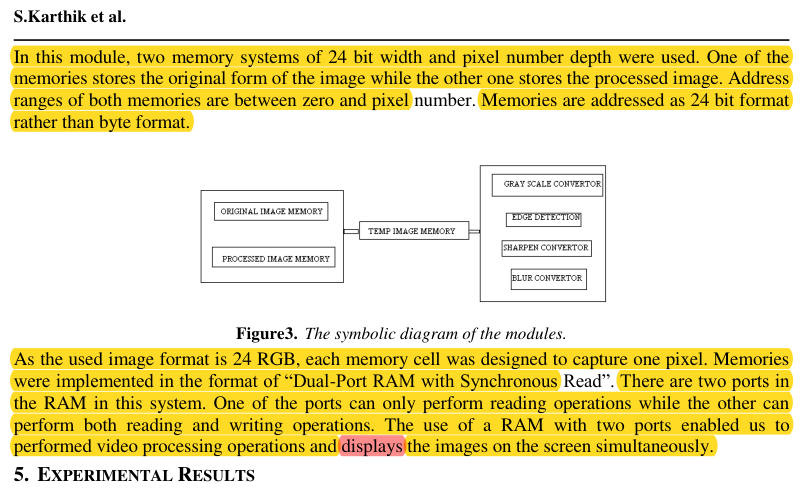 S.Karthik et al.
In this module, two memory systems of 24 bit width and pixel number depth were used. One of the
memories stores the original form of the image while the other one stores the processed image. Address
ranges of both memories are between zero and pixel number. Memories are addressed as 24 bit format
rather than byte format.
ORIGINAL IMAGE MEMORY
PROCESSED IMAGE MEMORY
TEMP IMAGE MEMORY
GRAY SCALE CONVERTOR
EDGE DETECTION
SHARPEN CONVERTOR
BLUR CONVERTOR
Figure3. The symbolic diagram of the modules.
As the used image format is 24 RGB, each memory cell was designed to capture one pixel. Memories
were implemented in the format of “Dual-Port RAM with Synchronous Read”. There are two ports in
the RAM in this system. One of the ports can only perform reading operations while the other can
perform both reading and writing operations. The use of a RAM with two ports enabled us to
performed video processing operations and displays the images on the screen simultaneously.
5. EXPERIMENTAL RESULTS